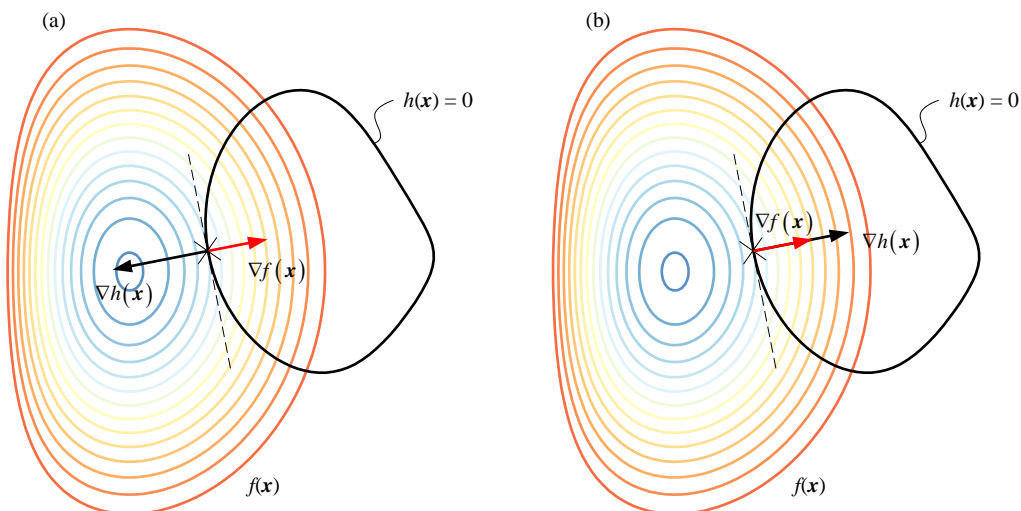 (a)
h(x) = 0
∇f(x)
∇h(x)
f(x)
(b)
h(x) = 0
∇f(x)
∇h(x)
f(x)